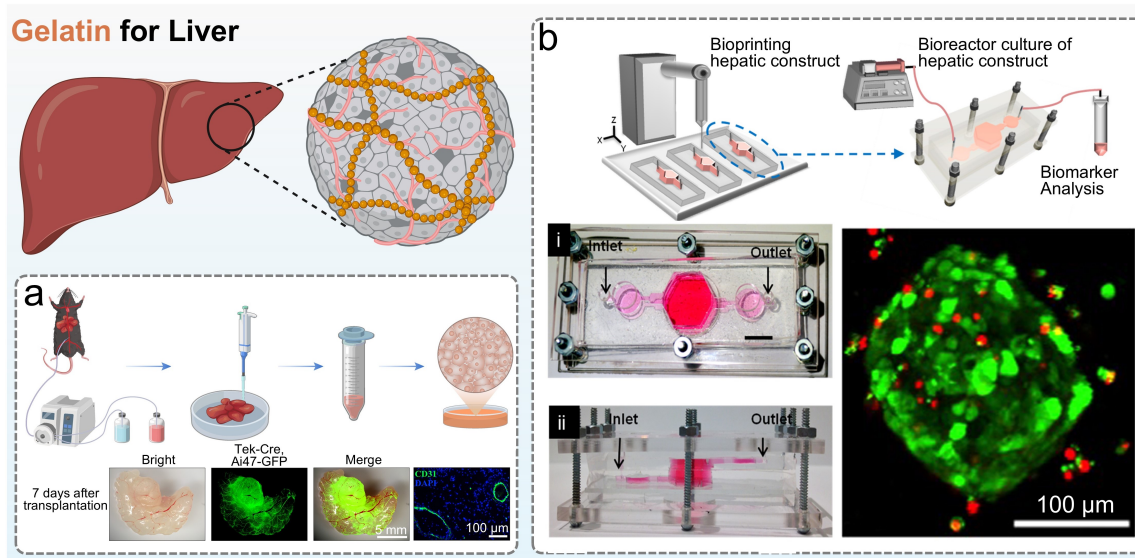 Gelatin for Liver
a
Bright
Tek-Cre,
Ai47-GFP
Merge
CD31
DAPI
7 days after
transplantation
5 mm
100 μm
b
Bioprinting
hepatic construct
Bioreactor culture of
hepatic construct
Z
X
Y
Biomarker
Analysis
i
Intlet
Outlet
ii
Inlet
Outlet
100 μm